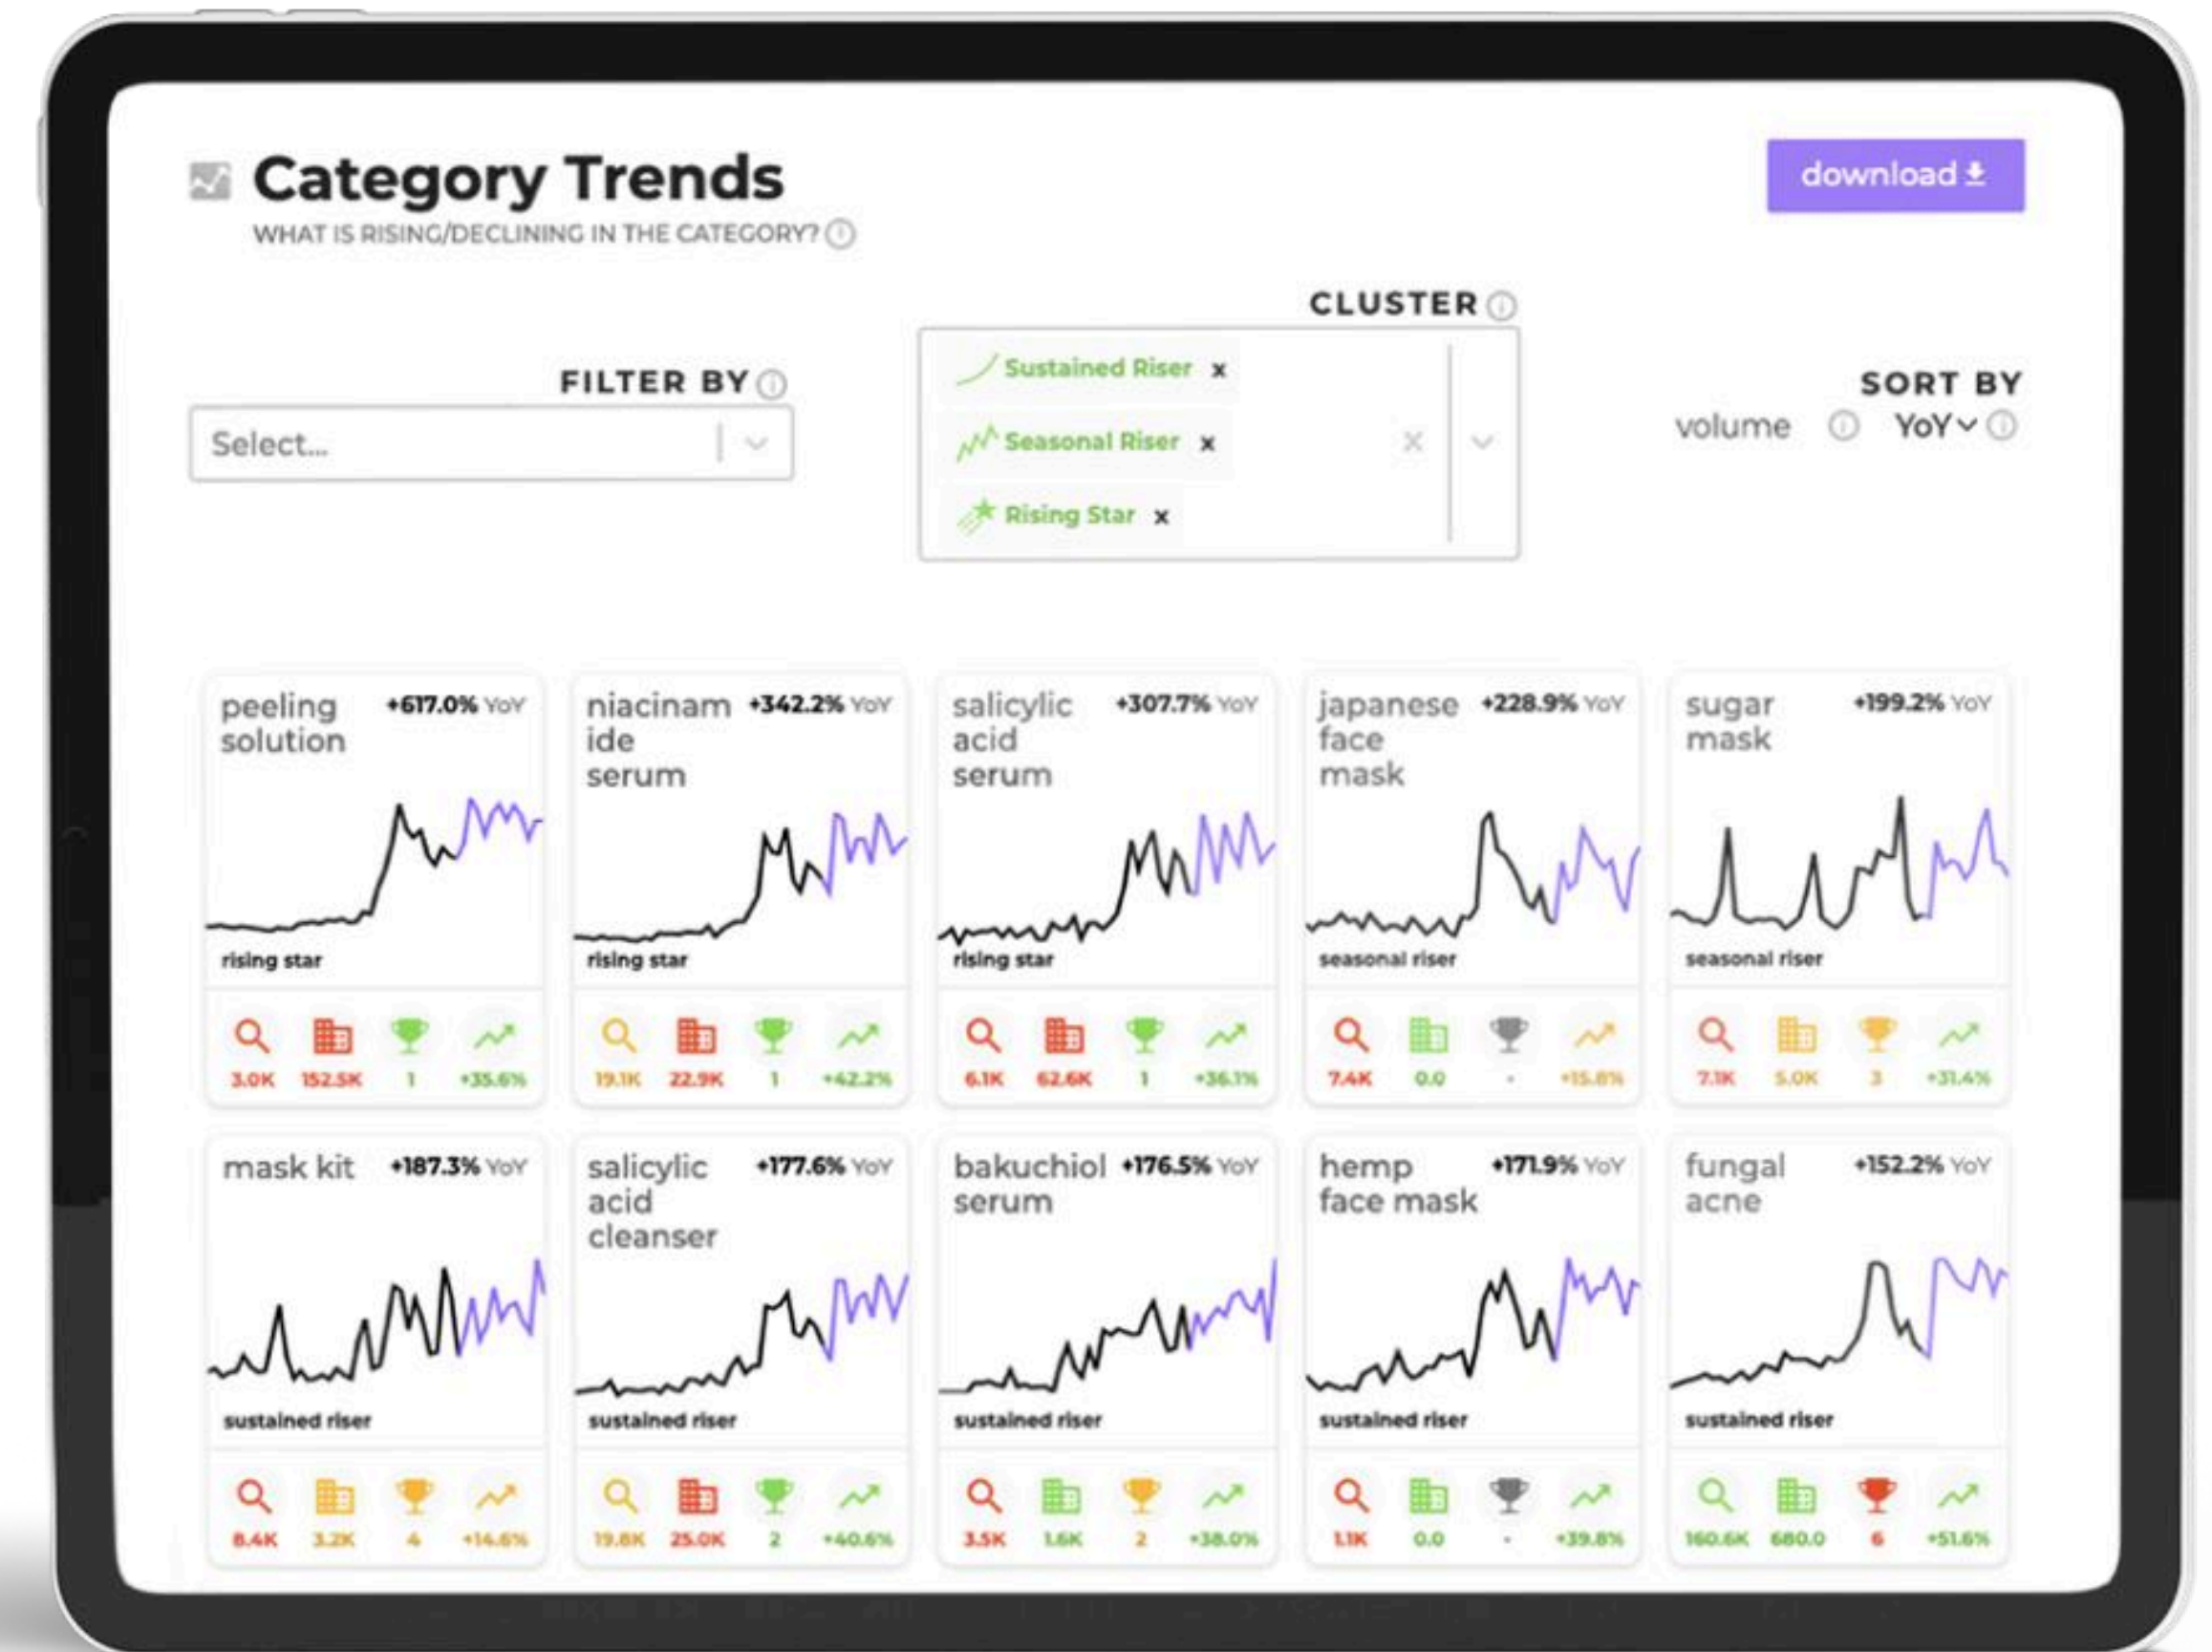 Category Trends
download
WHAT IS RISING/DECLINING IN THE CATEGORY?
CLUSTER
FILTER BY
Select...
Sustained Riser x
Seasonal Riser x
Rising Star x
SORT BY
volume YoY
peeling
solution
+617.0% YoY
rising star
3.0K 152.5K 1 +35.6%
niacinam
ide
serum
+342.2% YoY
rising star
19.1K 22.9K 1 +42.2%
salicylic
acid
serum
+307.7% YoY
rising star
6.1K 62.6K 1 +36.1%
japanese
face
mask
+228.9% YoY
seasonal riser
7.4K 0.0 - +15.8%
sugar
mask
+199.2% YoY
seasonal riser
7.1K 5.0K 3 +31.4%
mask kit +187.3% YoY
sustained riser
8.4K 3.2K 4 +14.6%
salicylic
acid
cleanser
+177.6% YoY
sustained riser
19.8K 25.0K 2 +40.6%
bakuchiol
serum
+176.5% YoY
sustained riser
3.5K 1.6K 2 +38.0%
hemp
face mask
+171.9% YoY
sustained riser
1.1K 0.0 - +39.8%
fungal
acne
+152.2% YoY
sustained riser
160.6K 680.0 6 +51.6%